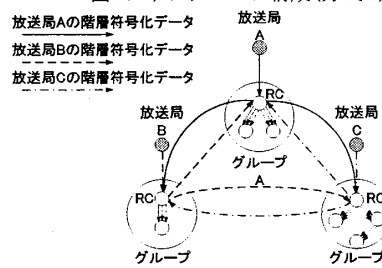 放送局Aの階層符号化データ
放送局Bの階層符号化データ
放送局Cの階層符号化データ
放送局
A
RC
グループ
放送局
B
放送局
C
A
RC
RC
グループ
グループ